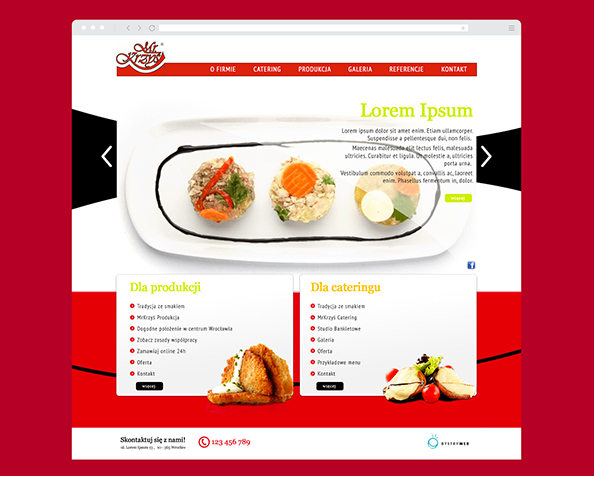 Mr.
Krzyś
O FIRMIE CATERING PRODUKCJA GALERIA REFERENCJE KONTAKT
Lorem Ipsum
Lorem ipsum dolor sit amet enim. Etiam ullamcorper.
Suspendisse a pellentesque dui, non felis.
Maecenas malesuada elit lectus felis, malesuada
ultricies. Curabitur et ligula. Ut molestie a, ultricies
porta urna.
Vestibulum commodo volutpat a, convallis ac, laoreet
enim. Phasellus fermentum in, dolor.
więcej
f
Dla produkcji
Tradycja ze smakiem
MrKrzyś Produkcja
Dogodne położenie w centrum Wrocławia
Zobacz zasady współpracy
Zamawiaj online 24h
Oferta
Kontakt
więcej
Dla cateringu
Tradycja ze smakiem
MrKrzyś Catering
Studio Bankietowe
Galeria
Oferta
Przykładowe menu
Kontakt
więcej
Skontaktuj się z nami!
ul. Lorem Ipsum 15 , 10 - 365 Wrocław
123 456 789
BYSTRYWEB